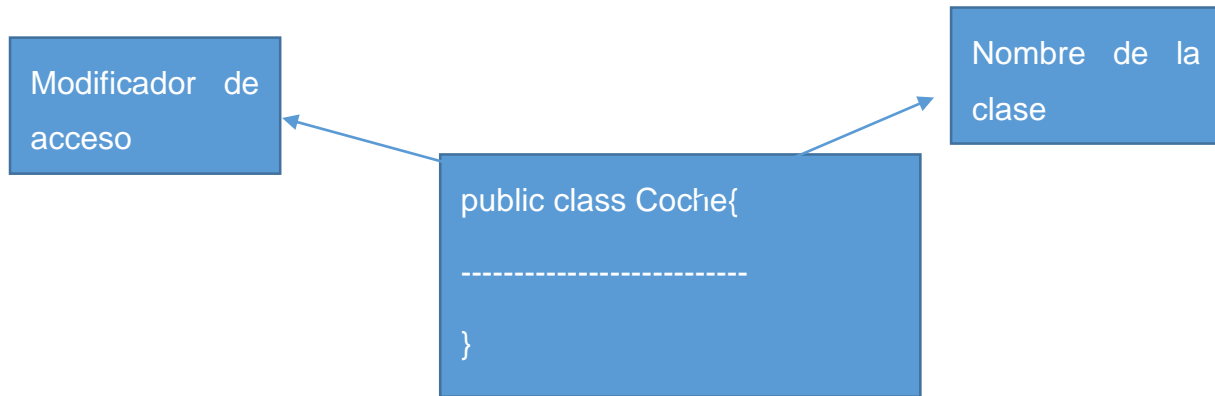 Modificador de
acceso
Nombre de la
clase
public class Coche{
---------------------------
}